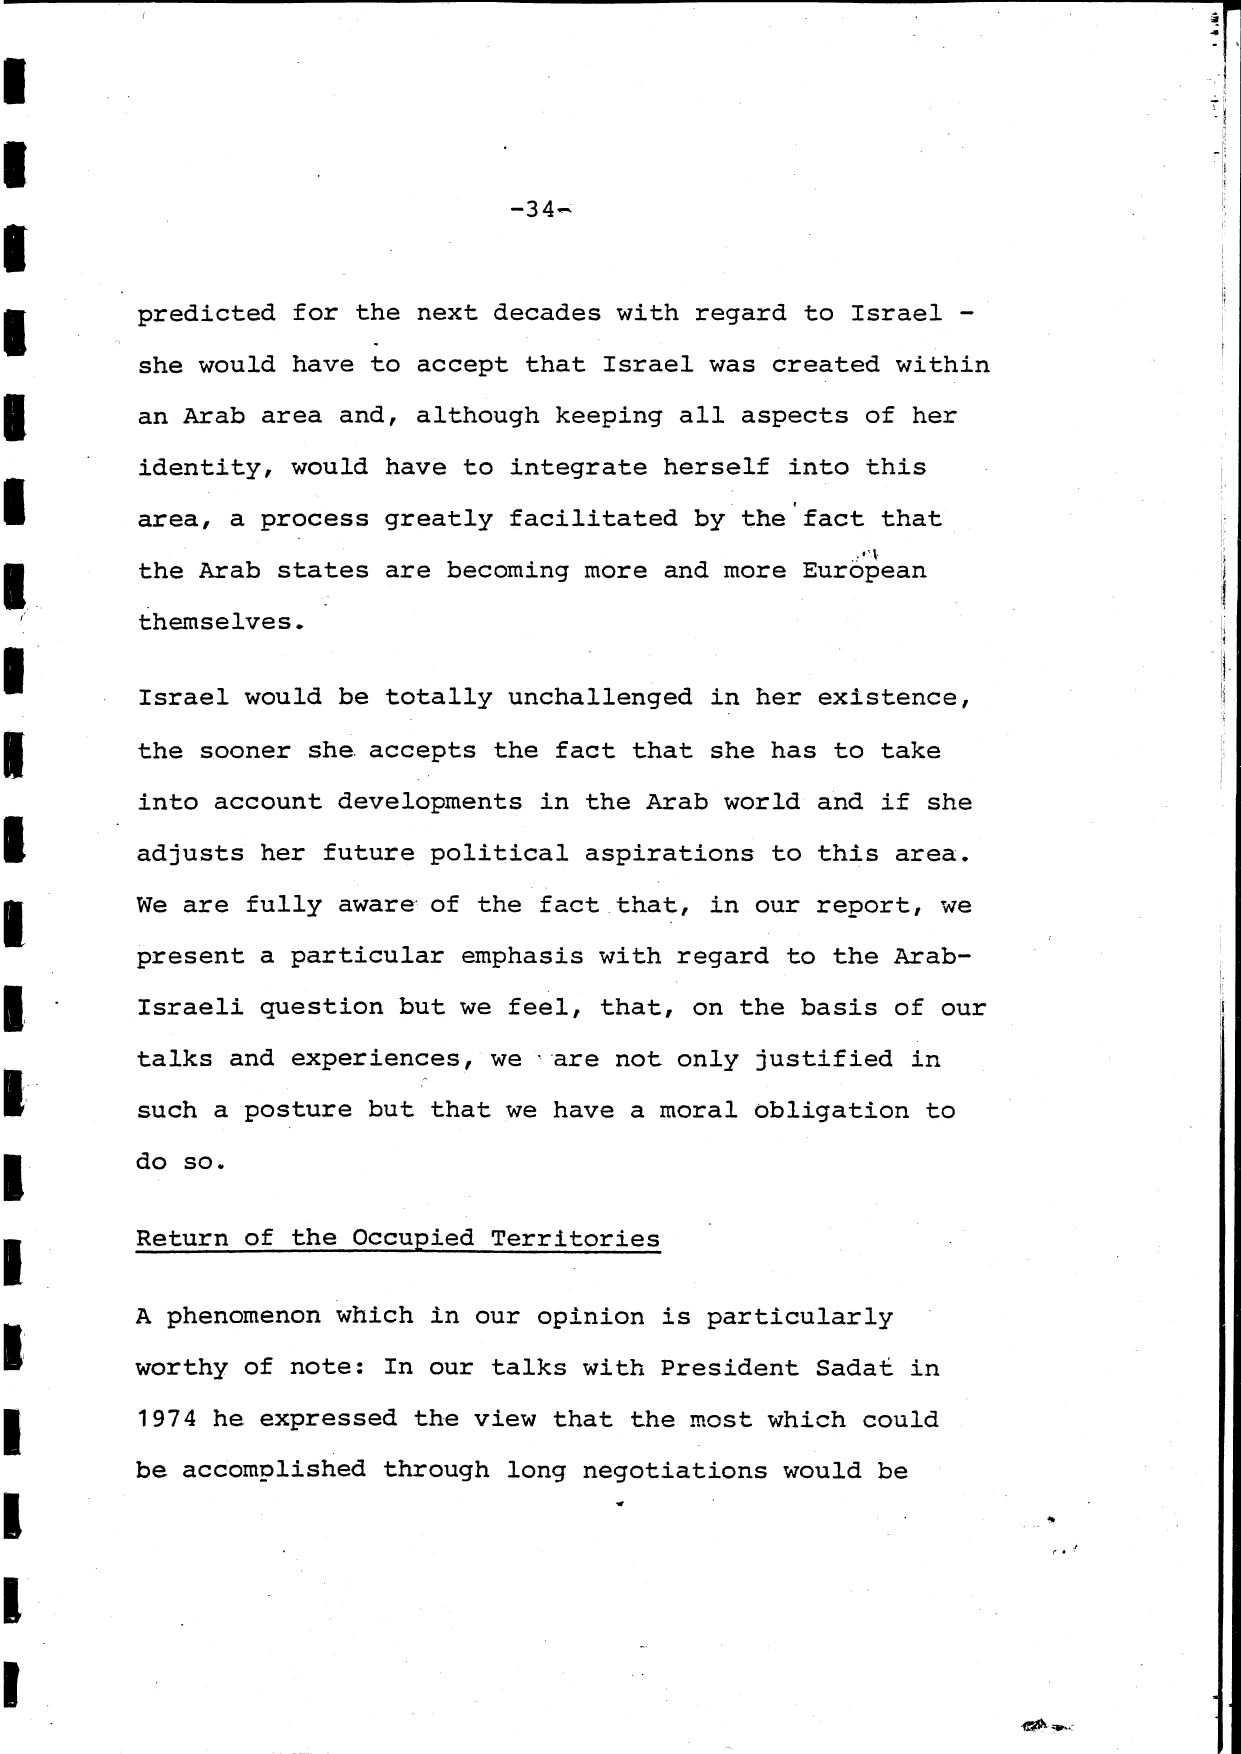 -34-
predicted for the next decades with regard to Israel -
she would have to accept that Israel was created within
an Arab area and, although keeping all aspects of her
identity, would have to integrate herself into this
area, a process greatly facilitated by the fact that
the Arab states are becoming more and more European
themselves.
Israel would be totally unchallenged in her existence,
the sooner she accepts the fact that she has to take
into account developments in the Arab world and if she
adjusts her future political aspirations to this area.
We are fully aware of the fact that, in our report, we
present a particular emphasis with regard to the Arab-
Israeli question but we feel, that, on the basis of our
talks and experiences, we are not only justified in
such a posture but that we have a moral obligation to
do so.
Return of the Occupied Territories
A phenomenon which in our opinion is particularly
worthy of note: In our talks with President Sadat in
1974 he expressed the view that the most which could
be accomplished through long negotiations would be